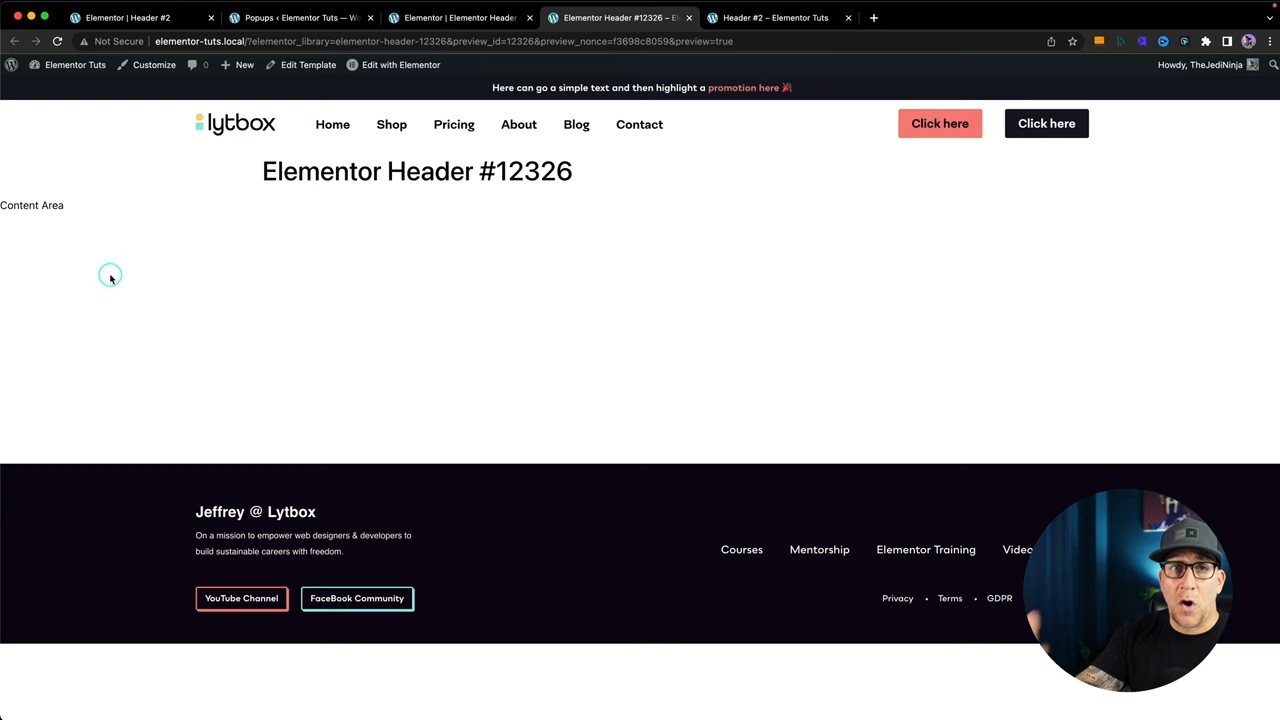 Elementor | Header #2
Popups ‹ Elementor Tuts — Wo
Elementor | Elementor Header
Elementor Header #12326 – El
Header #2 – Elementor Tuts
Not Secure
elementor-tuts.local/?elementor_library=elementor-header-12326&preview_id=12326&preview_nonce=f3698c8059&preview=true
Elementor Tuts
Customize
0
New
Edit Template
Edit with Elementor
Howdy, TheJediNinja
Here can go a simple text and then highlight a promotion here 🎉
lytbox
Home
Shop
Pricing
About
Blog
Contact
Click here
Click here
Elementor Header #12326
Content Area
Jeffrey @ Lytbox
On a mission to empower web designers & developers to
build sustainable careers with freedom.
Courses
Mentorship
Elementor Training
Video
YouTube Channel
FaceBook Community
Privacy • Terms • GDPR